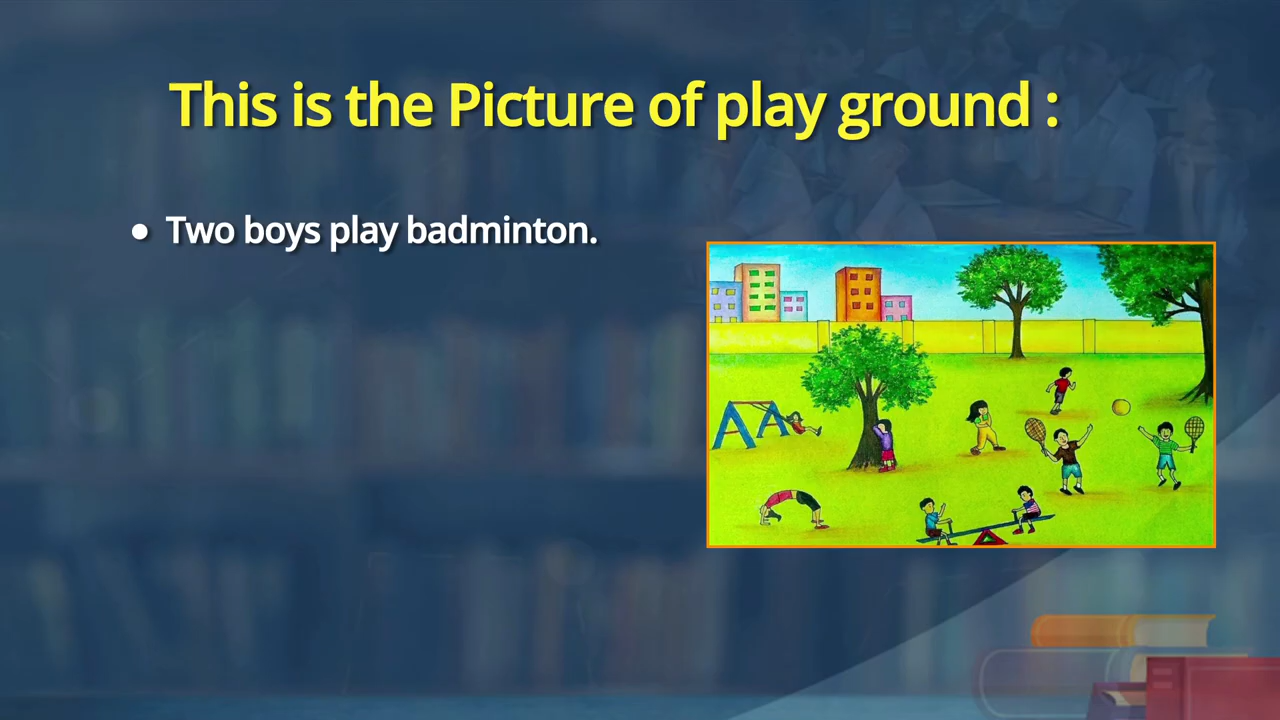 This is the Picture of play ground :
● Two boys play badminton.